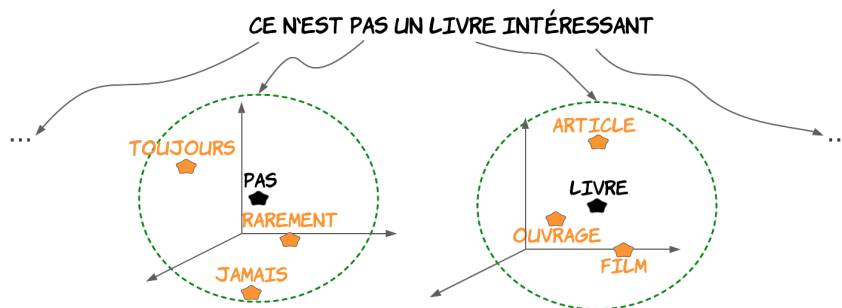 CE N'EST PAS UN LIVRE INTÉRESSANT
...
TOUJOURS
PAS
RAREMENT
JAMAIS
ARTICLE
LIVRE
OUVRAGE
FILM
..